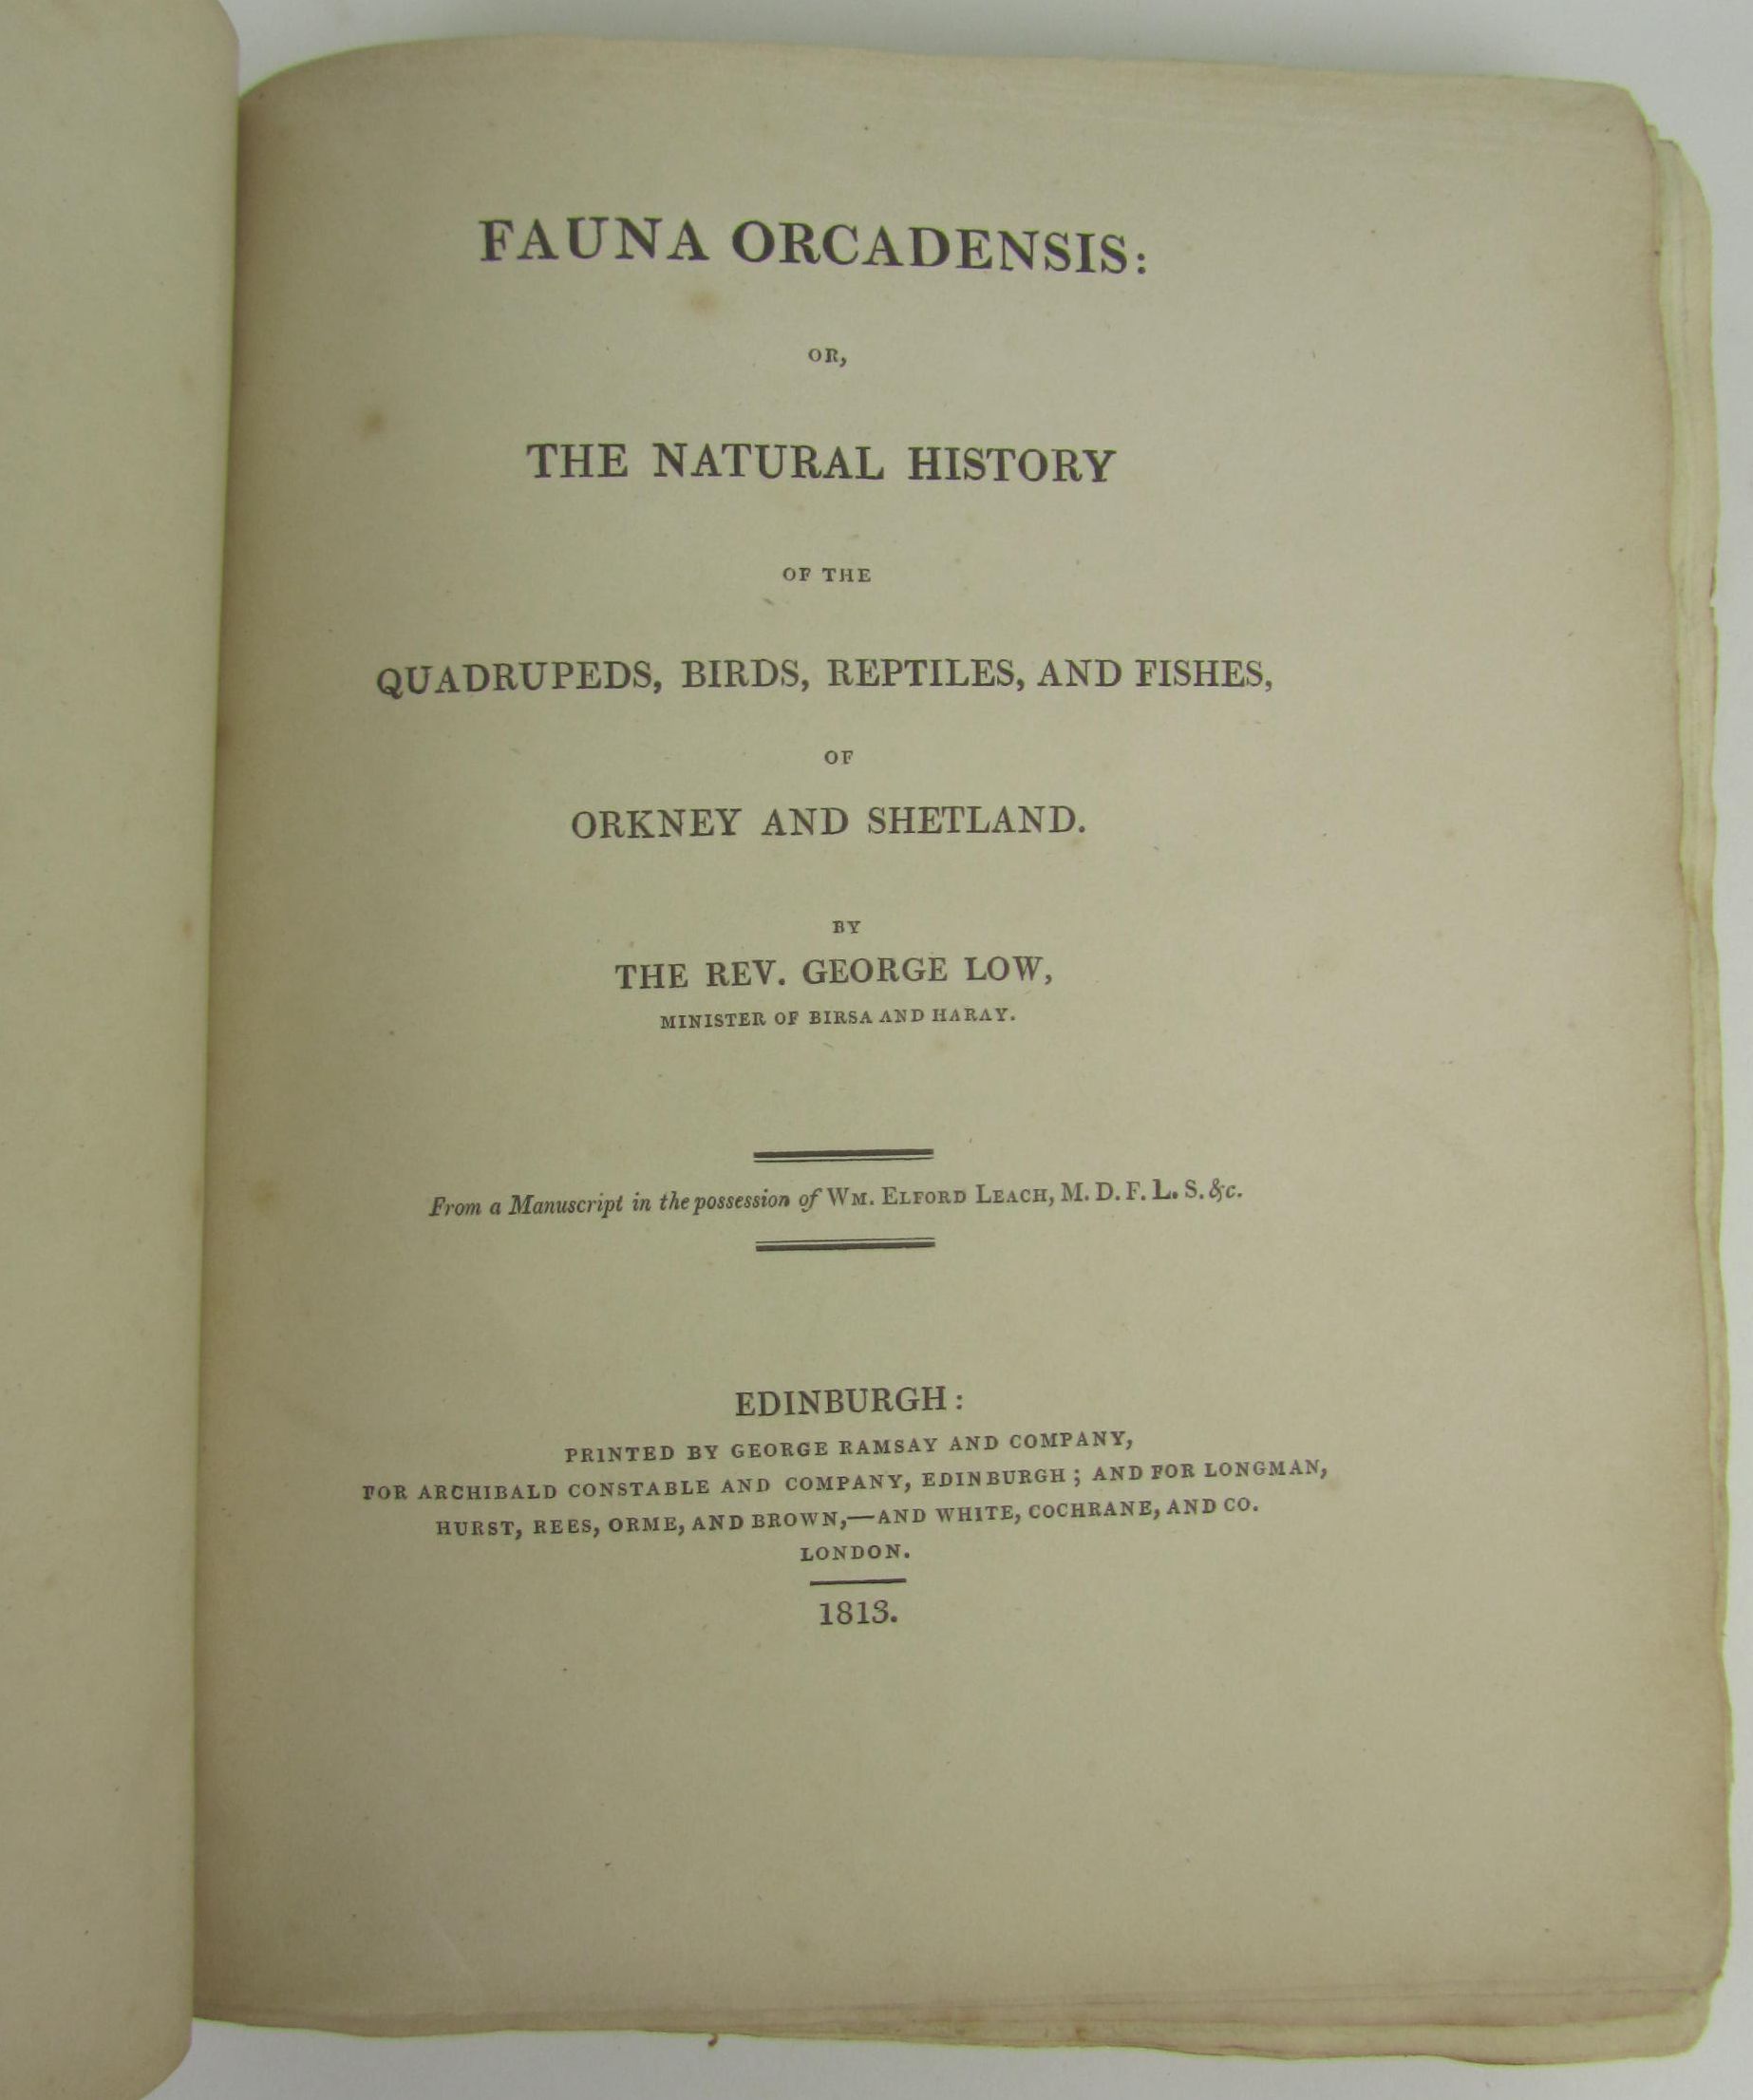 FAUNA ORCADENSIS:
OR,
THE NATURAL HISTORY
OF THE
QUADRUPEDS, BIRDS, REPTILES, AND FISHES,
OF
ORKNEY AND SHETLAND.
BY
THE REV. GEORGE LOW,
MINISTER OF BIRSA AND HARAY.
From a Manuscript in the possession of WM. ELFORD LEACH, M. D. F. L. S. &c.
EDINBURGH:
PRINTED BY GEORGE RAMSAY AND COMPANY,
FOR ARCHIBALD CONSTABLE AND COMPANY, EDINBURGH; AND FOR LONGMAN,
HURST, REES, ORME, AND BROWN,—AND WHITE, COCHRANE, AND CO.
LONDON.
1813.